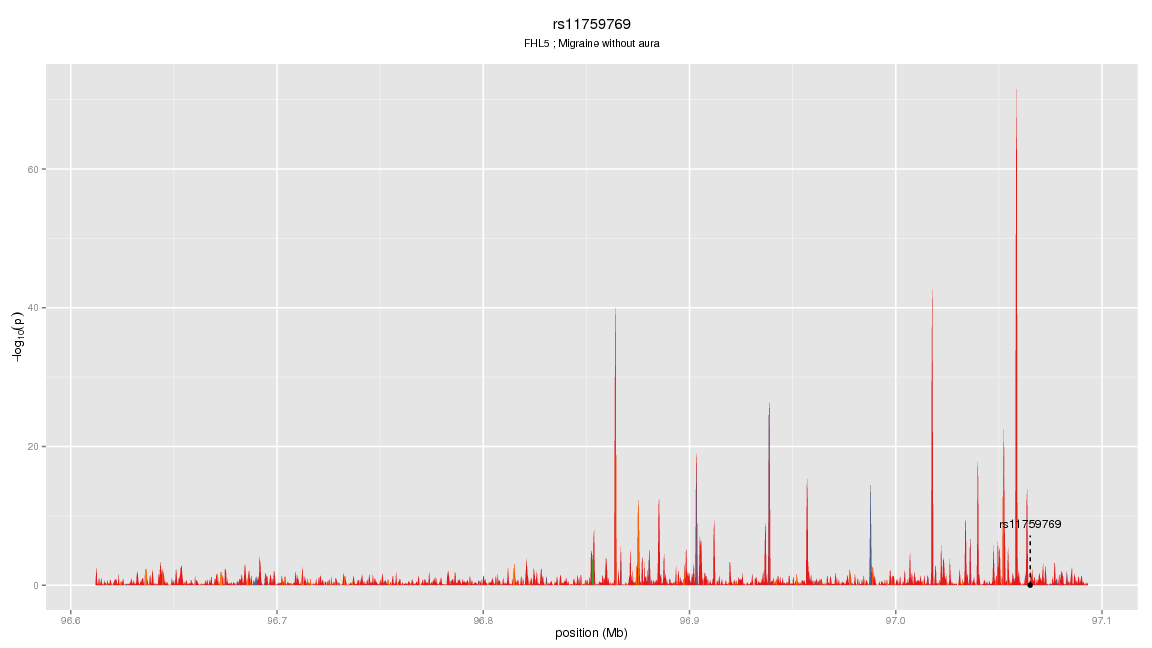 rs11759769
FHL5 ; Migraine without aura
60
40
20
0
−log10(p)
rs11759769
96.6
96.7
96.8
96.9
97.0
97.1
position (Mb)